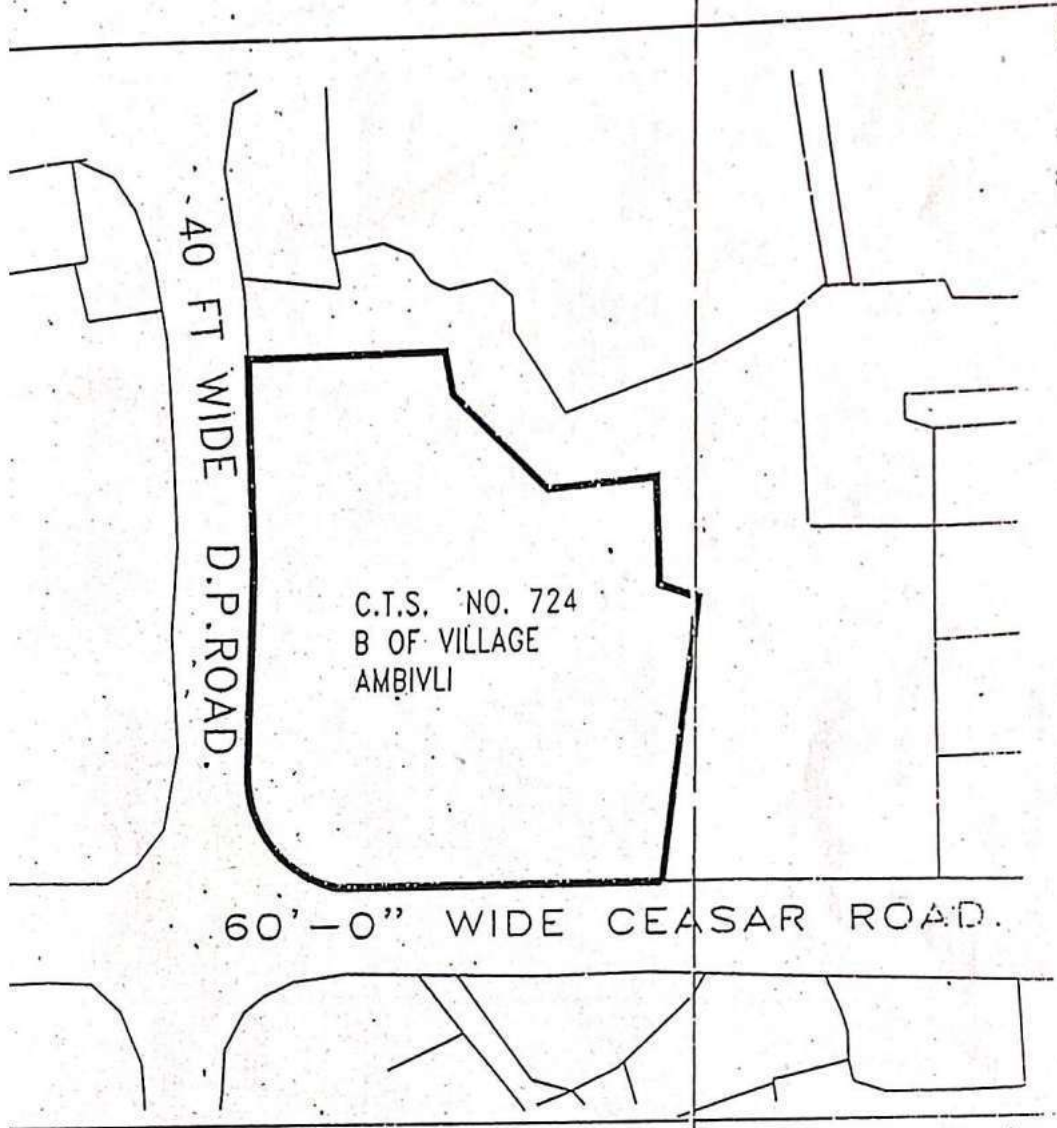 40 FT WIDE D.P.ROAD.
C.T.S. NO. 724
B OF VILLAGE
AMBIVLI
60'-0" WIDE CEASAR ROAD.